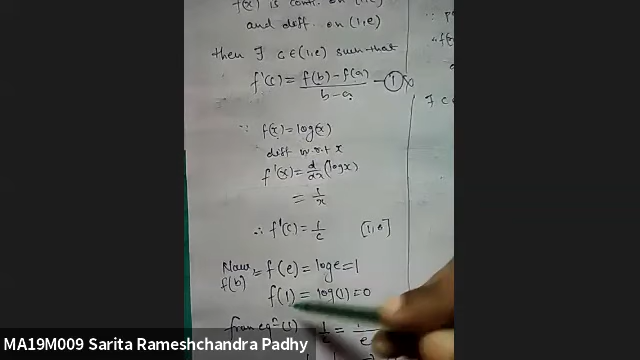 f(x) is cont. on (1,e)
and diff. on (1,e)
then ∃ c∈(1,e) such that
f'(c) = f(b) - f(a) / b - a — ①
∵ f(x) = log(x)
diff w.r.t x
f'(x) = d/dx (log x)
= 1/x
∴ f'(c) = 1/c [1,e]
Now f(b) = f(e) = log e = 1
f(1) = log(1) = 0
from eqⁿ (1) 1/c =
∃ c
MA19M009 Sarita Rameshchandra Padhy